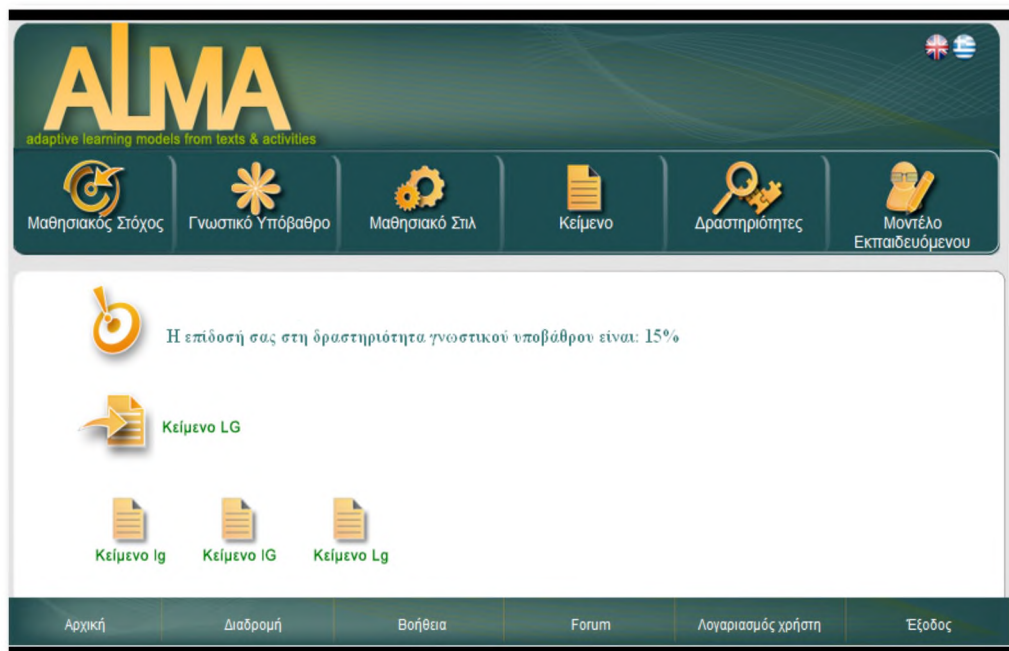 ALMA
adaptive learning models from texts & activities
Μαθησιακός Στόχος
Γνωστικό Υπόβαθρο
Μαθησιακό Στιλ
Κείμενο
Δραστηριότητες
Μοντέλο
Εκπαιδευόμενου
Η επίδοσή σας στη δραστηριότητα γνωστικού υποβάθρου είναι: 15%
Κείμενο LG
Κείμενο lg
Κείμενο lG
Κείμενο Lg
Αρχική
Διαδρομή
Βοήθεια
Forum
Λογαριασμός χρήστη
Έξοδος